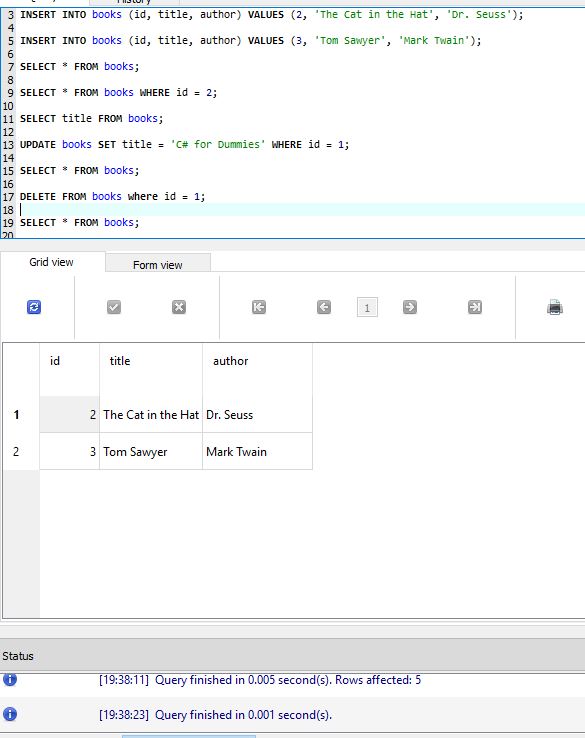 History
3 INSERT INTO books (id, title, author) VALUES (2, 'The Cat in the Hat', 'Dr. Seuss');
4
5 INSERT INTO books (id, title, author) VALUES (3, 'Tom Sawyer', 'Mark Twain');
6
7 SELECT * FROM books;
8
9 SELECT * FROM books WHERE id = 2;
10
11 SELECT title FROM books;
12
13 UPDATE books SET title = 'C# for Dummies' WHERE id = 1;
14
15 SELECT * FROM books;
16
17 DELETE FROM books where id = 1;
18
19 SELECT * FROM books;
20
Grid view Form view
1
id title author
1 2 The Cat in the Hat Dr. Seuss
2 3 Tom Sawyer Mark Twain
Status
[19:38:11] Query finished in 0.005 second(s). Rows affected: 5
[19:38:23] Query finished in 0.001 second(s).